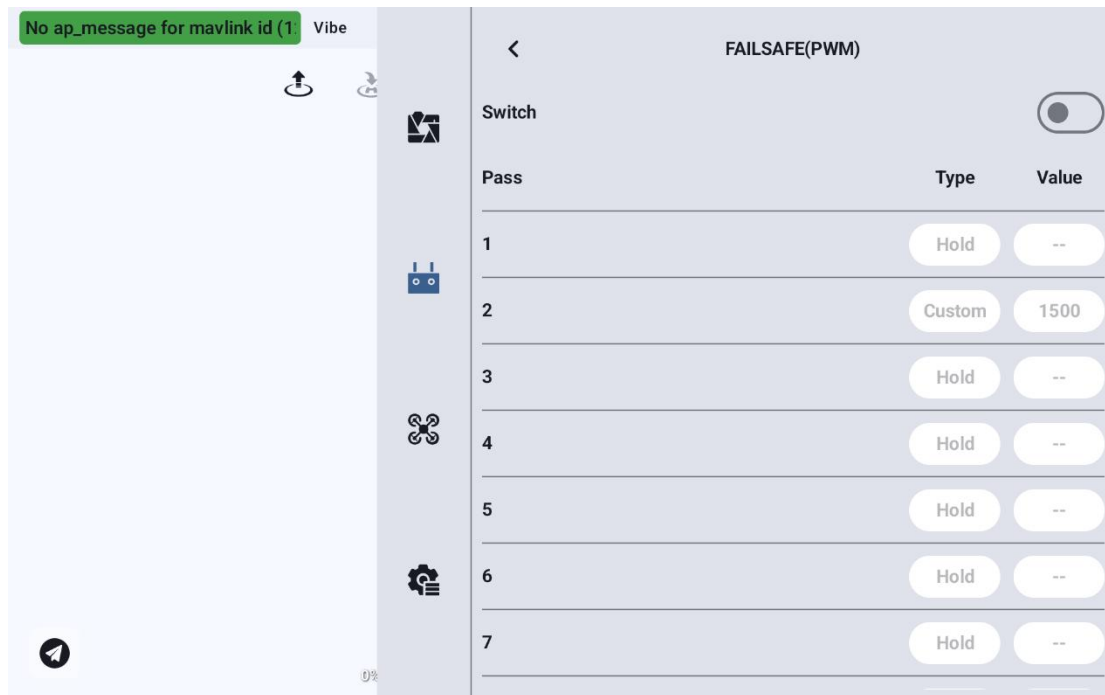 No ap_message for mavlink id (1
Vibe
FAILSAFE(PWM)
Switch
Pass Type Value
1 Hold --
2 Custom 1500
3 Hold --
4 Hold --
5 Hold --
6 Hold --
7 Hold --
0%